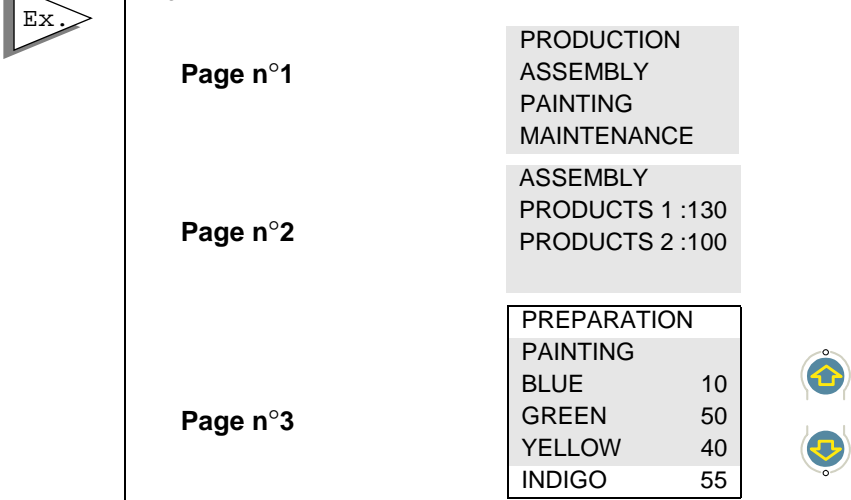 Ex.
Page n°1
PRODUCTION
ASSEMBLY
PAINTING
MAINTENANCE
Page n°2
ASSEMBLY
PRODUCTS 1 :130
PRODUCTS 2 :100
Page n°3
PREPARATION
PAINTING
BLUE 10
GREEN 50
YELLOW 40
INDIGO 55